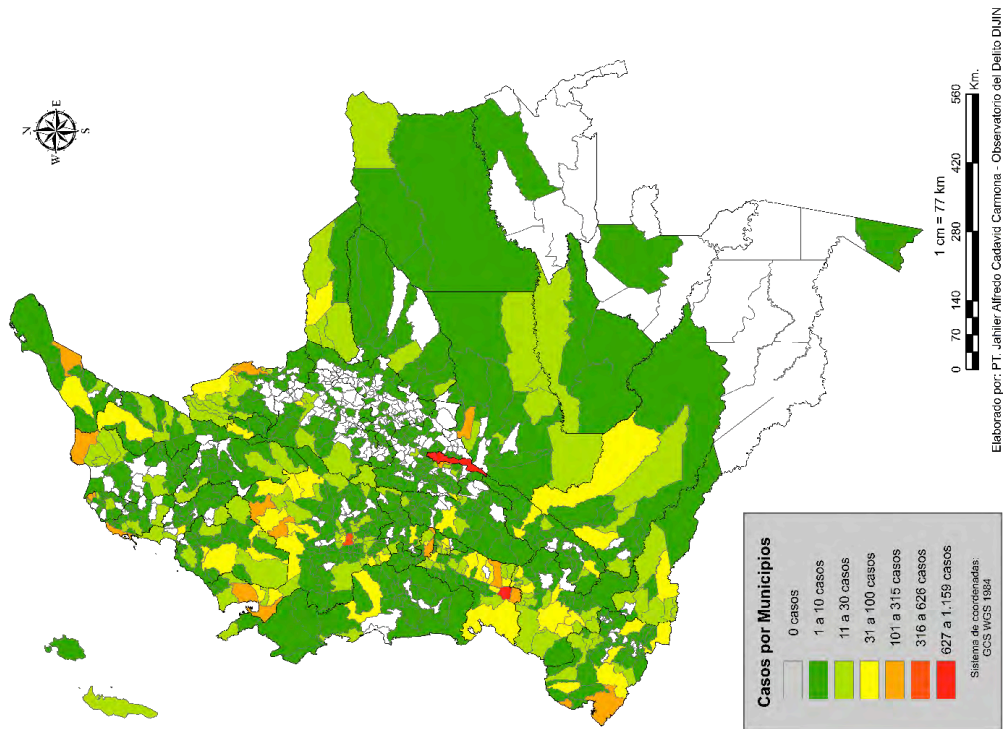 N
W E
S
1 cm = 77 km
0 70 140 280 420 560
Km.
Casos por Municipios
0 casos
1 a 10 casos
11 a 30 casos
31 a 100 casos
101 a 315 casos
316 a 626 casos
627 a 1.159 casos
Sistema de coordenadas:
GCS WGS 1984
Elaborado por: PT. Jahiler Alfredo Cadavid Carmona - Observatorio del Delito DIJIN